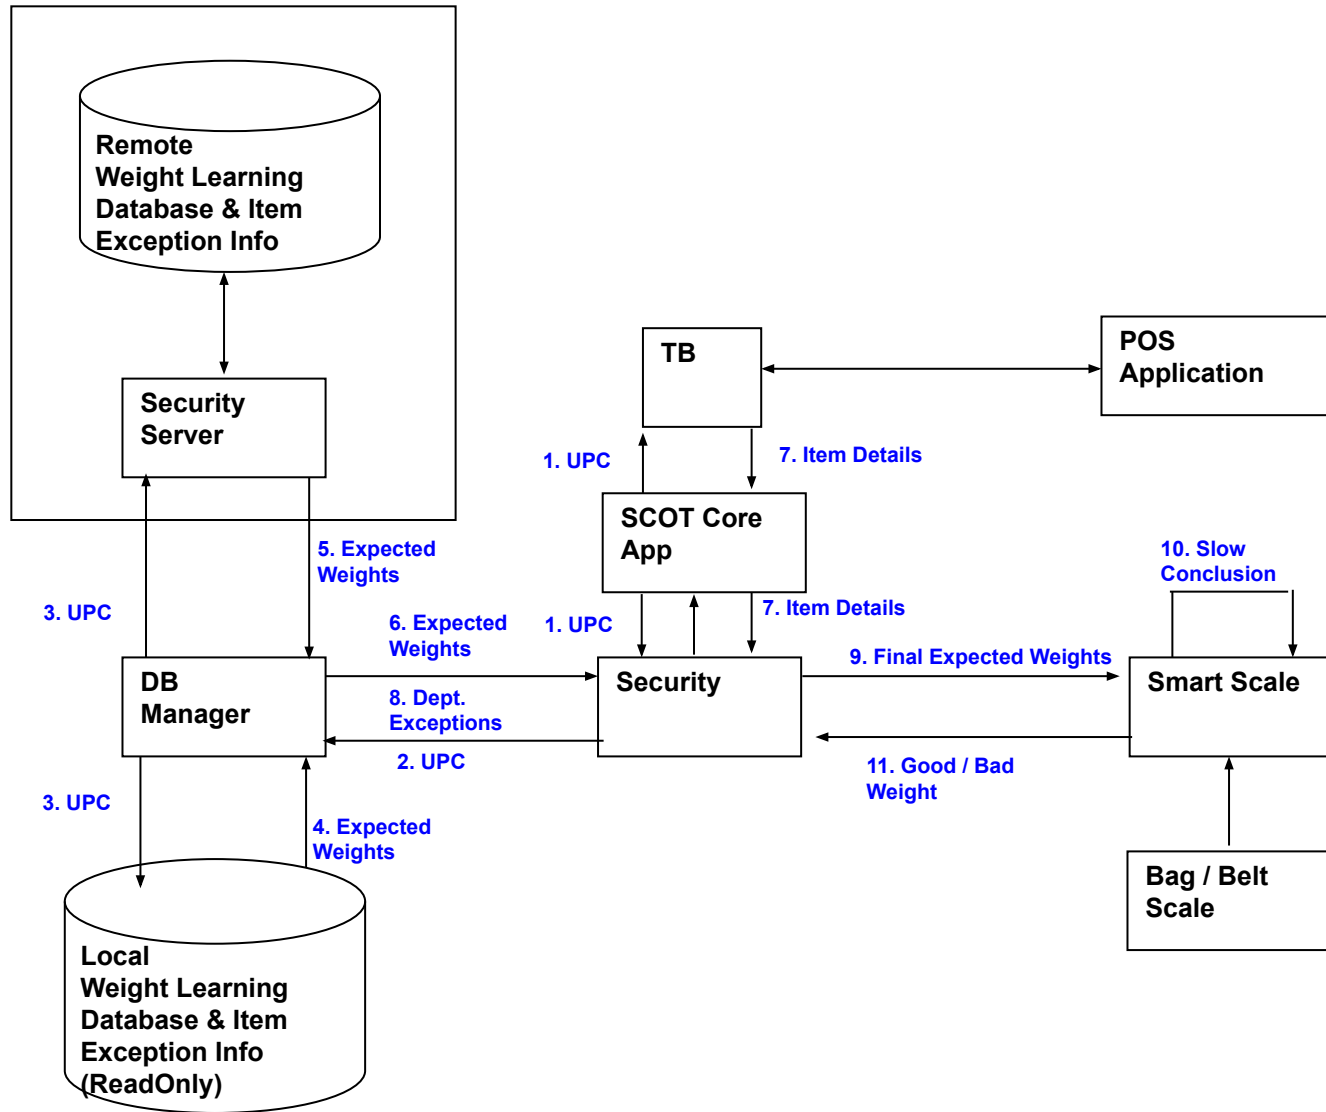 Remote
Weight Learning
Database & Item
Exception Info
Security
Server
TB
POS
Application
1. UPC
7. Item Details
SCOT Core
App
5. Expected
Weights
10. Slow
Conclusion
3. UPC
6. Expected
Weights
1. UPC
7. Item Details
9. Final Expected Weights
DB
Manager
8. Dept.
Exceptions
Security
Smart Scale
2. UPC
11. Good / Bad
Weight
3. UPC
4. Expected
Weights
Bag / Belt
Scale
Local
Weight Learning
Database & Item
Exception Info
(ReadOnly)